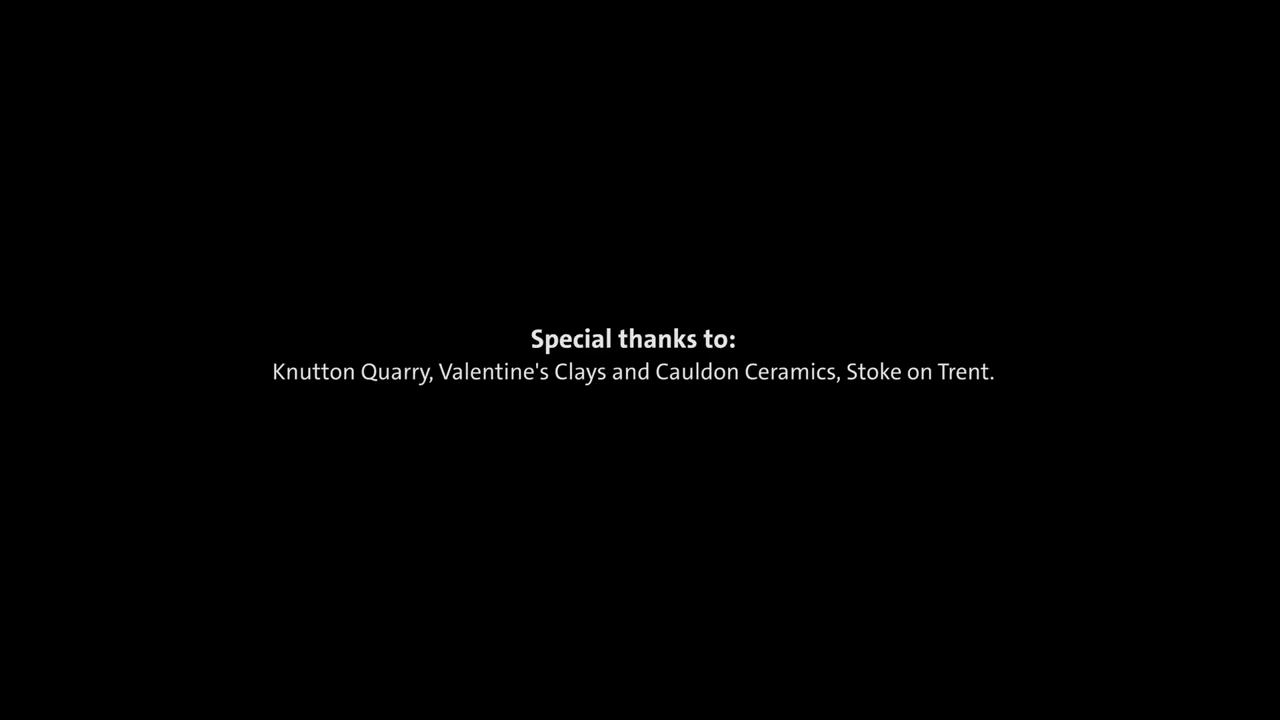 Special thanks to:
Knutton Quarry, Valentine's Clays and Cauldon Ceramics, Stoke on Trent.